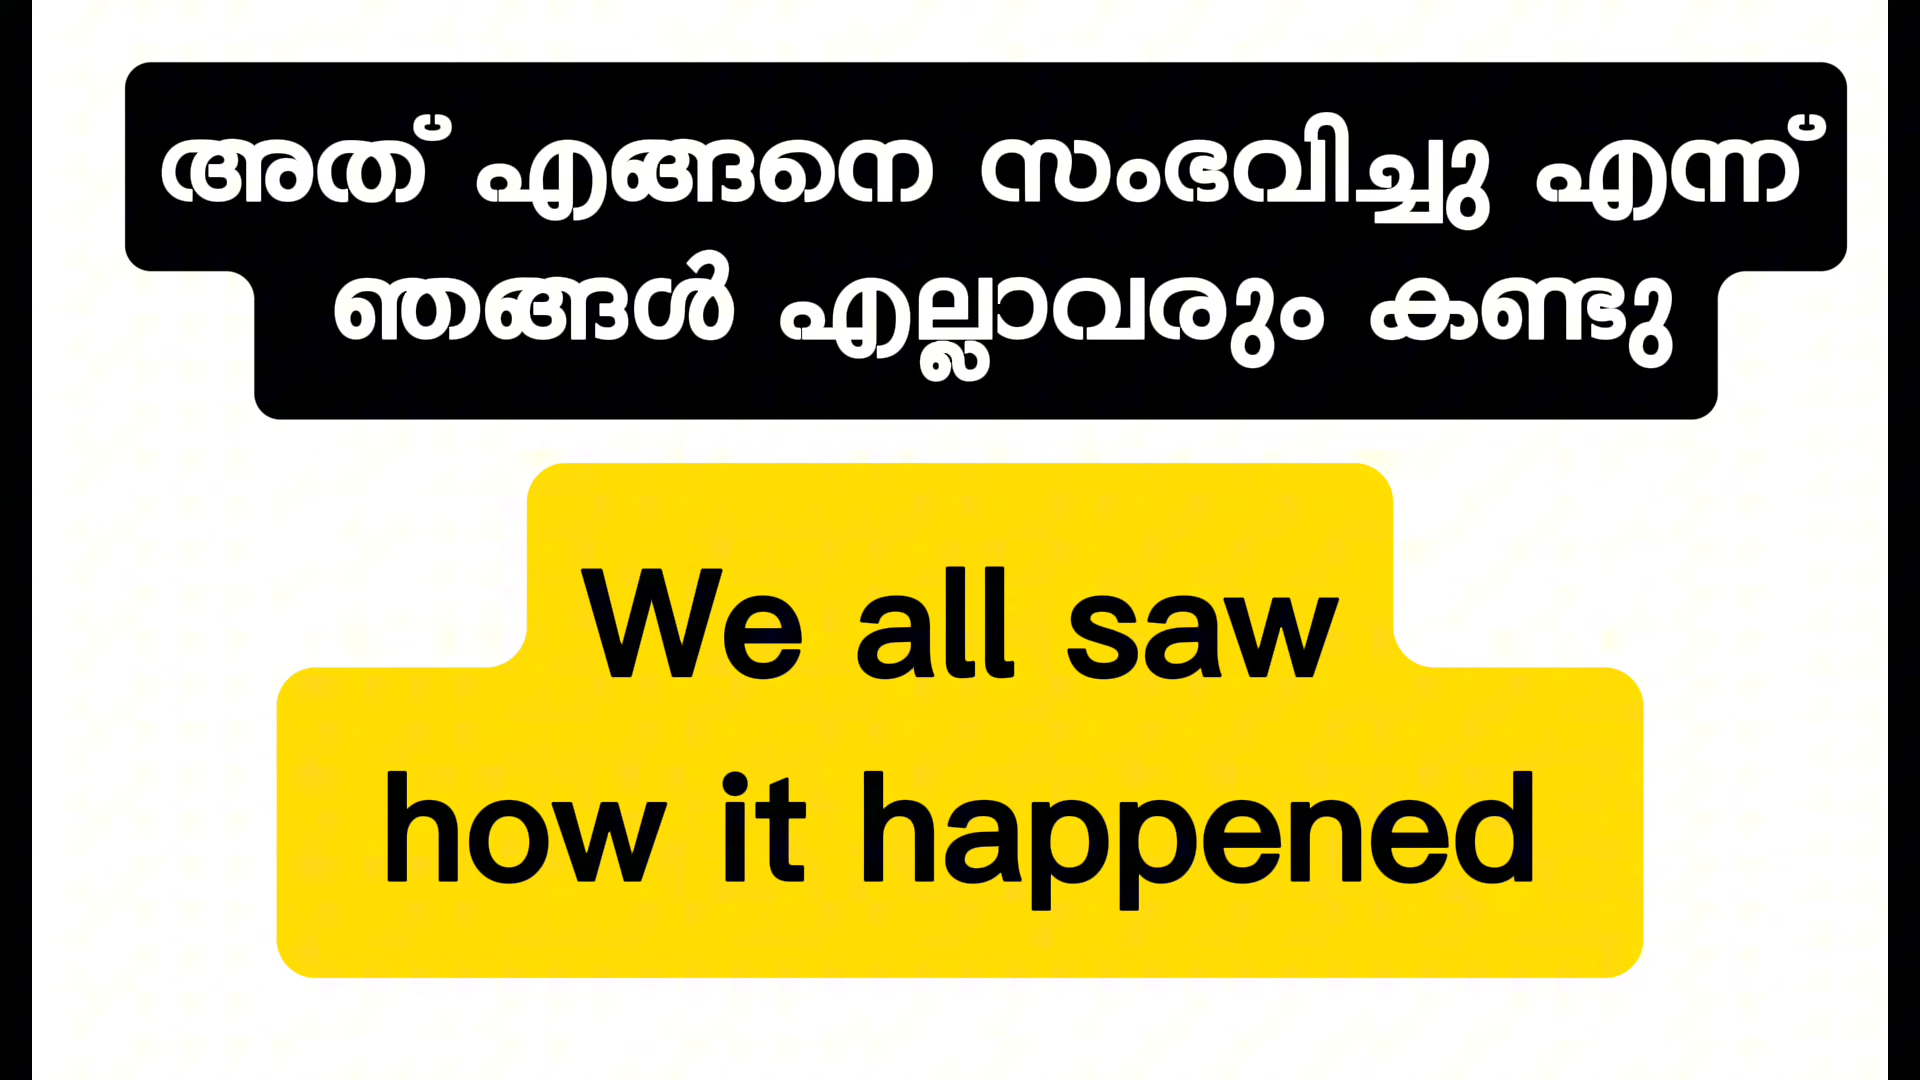 അത് എങ്ങനെ സംഭവിച്ചു എന്ന്
ഞങ്ങൾ എല്ലാവരും കണ്ടു
We all saw
how it happened